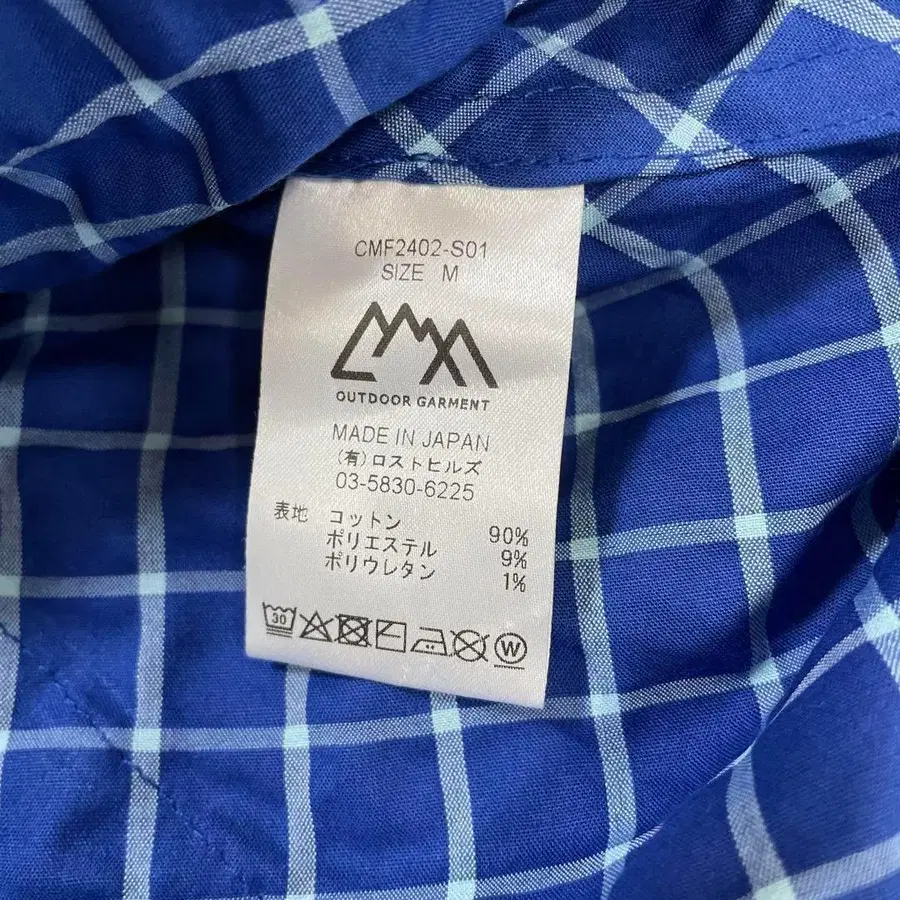 CMF2402-S01
SIZE M
OUTDOOR GARMENT
MADE IN JAPAN
(有)ロストヒルズ
03-5830-6225
表地 コットン 90%
ポリエステル 9%
ポリウレタン 1%
30 W